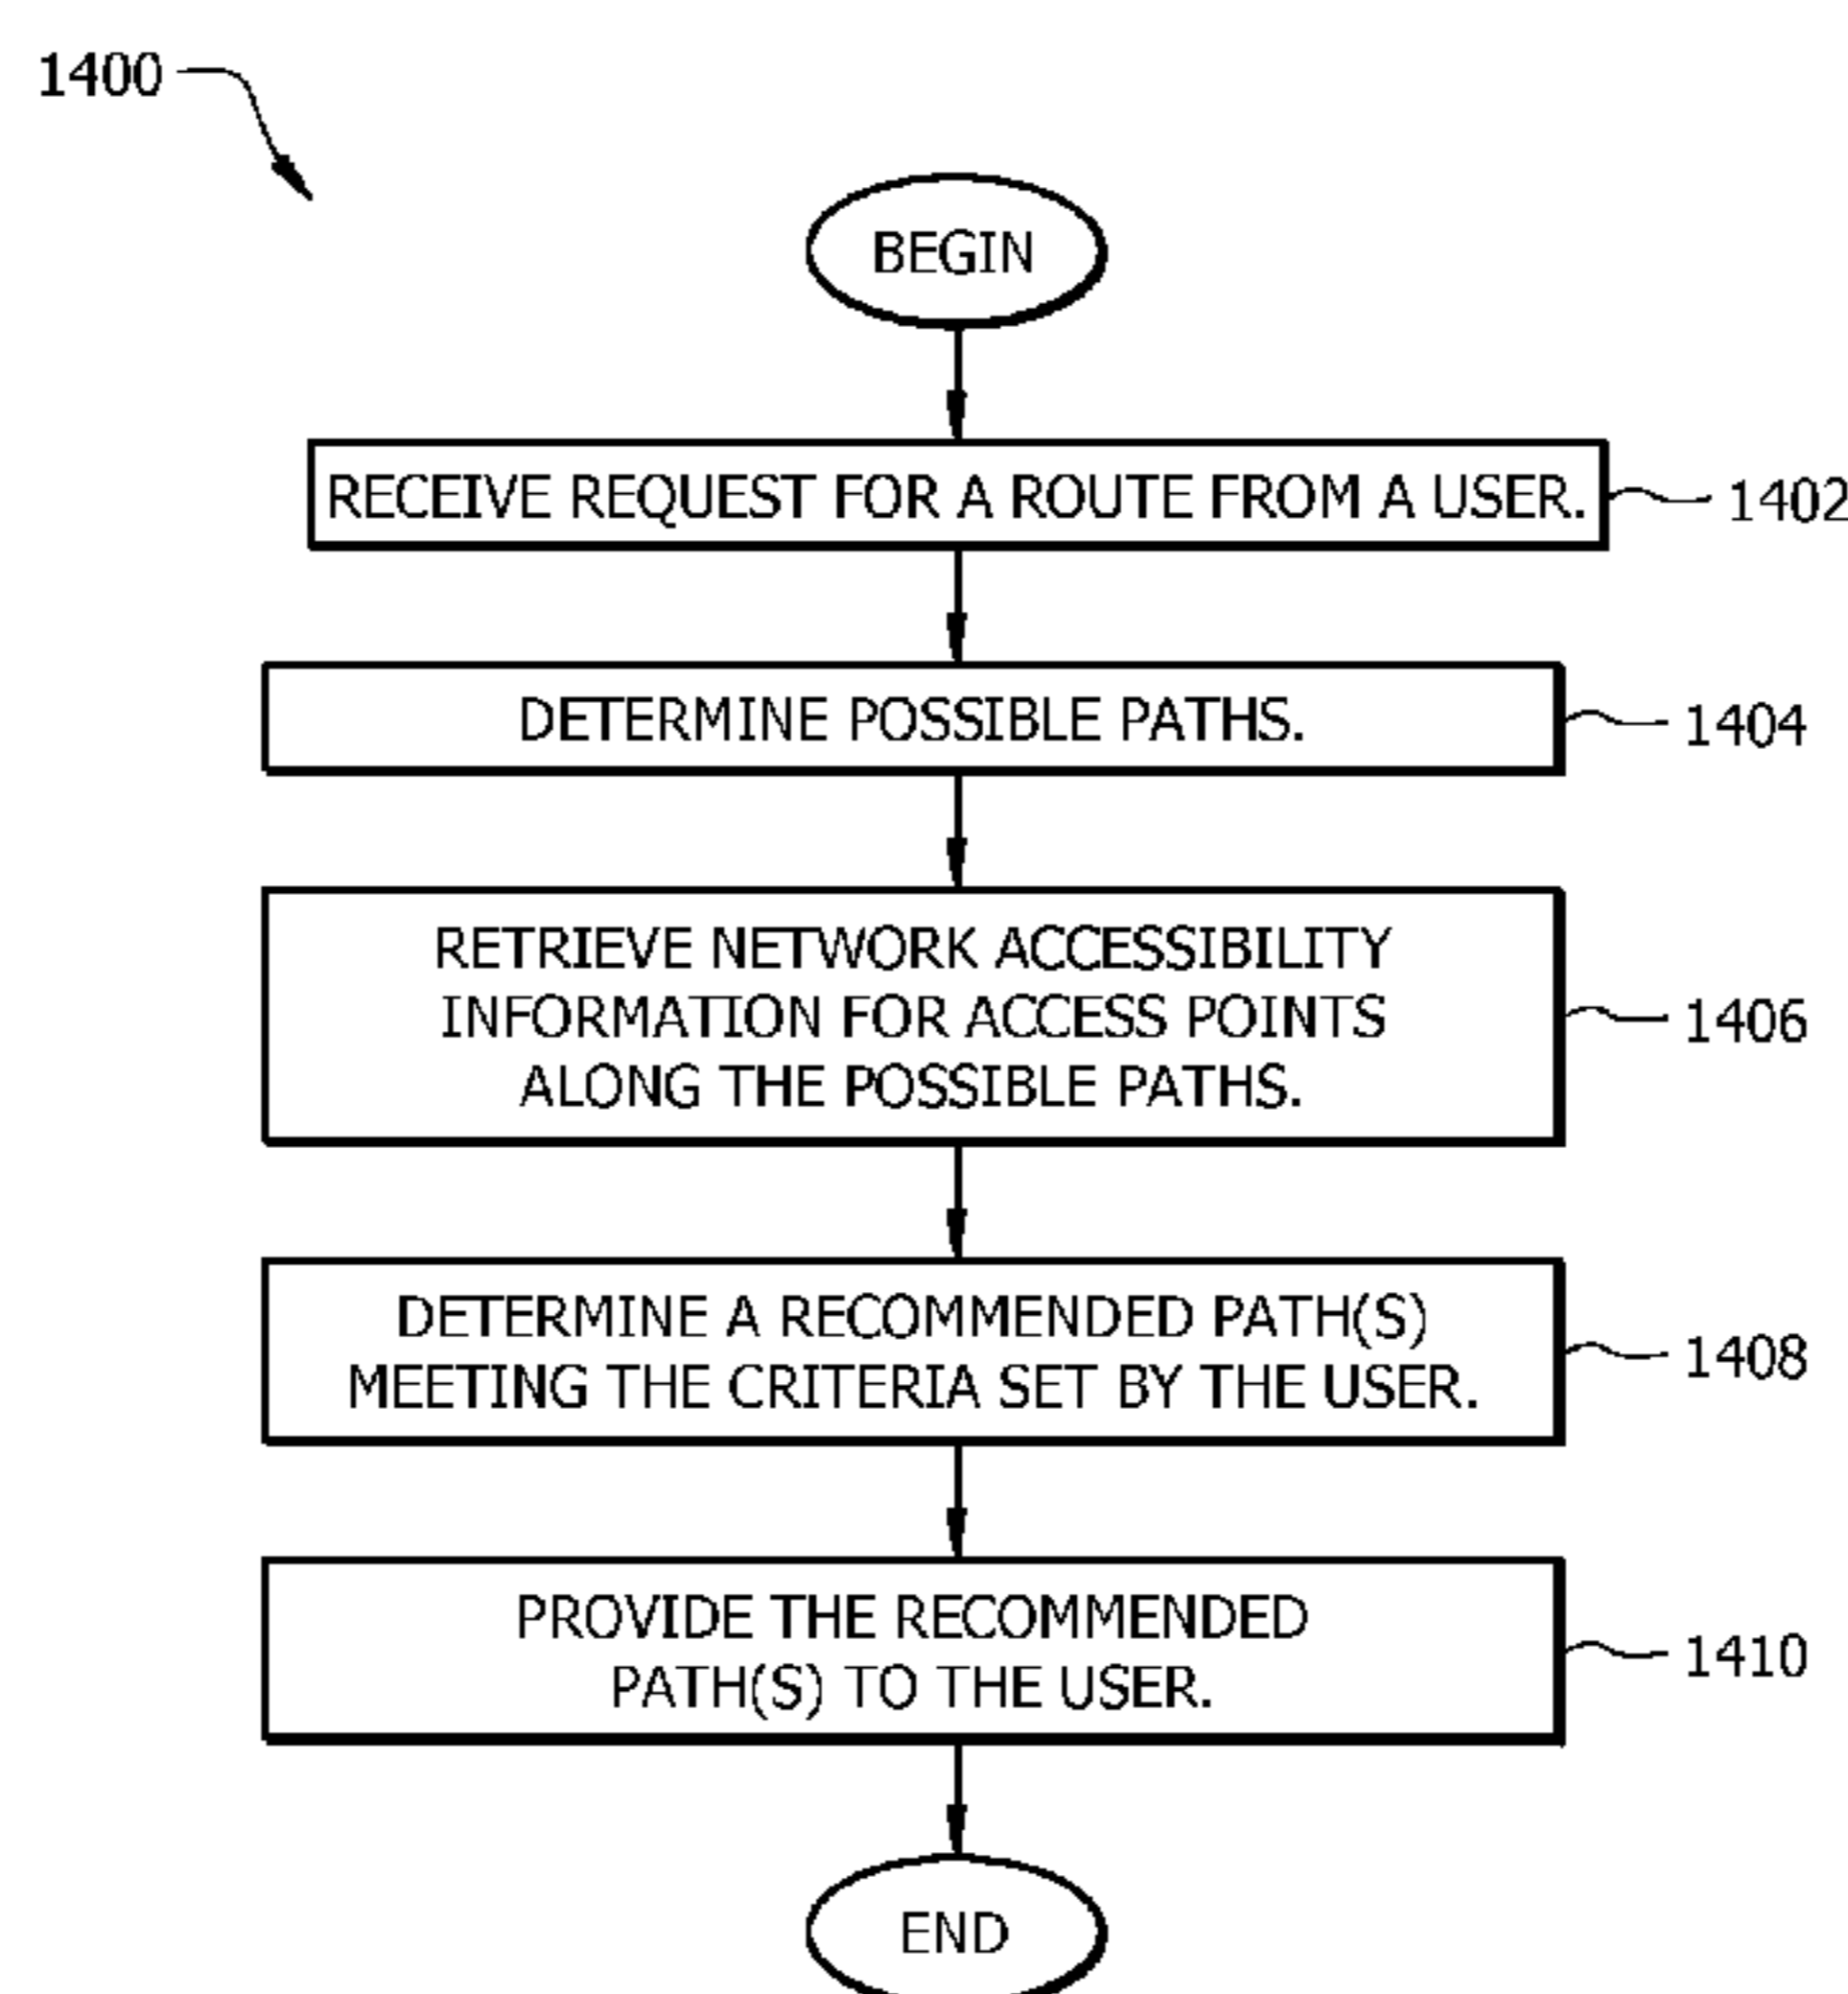 1400
BEGIN
RECEIVE REQUEST FOR A ROUTE FROM A USER.
1402
DETERMINE POSSIBLE PATHS.
1404
RETRIEVE NETWORK ACCESSIBILITY
INFORMATION FOR ACCESS POINTS
ALONG THE POSSIBLE PATHS.
1406
DETERMINE A RECOMMENDED PATH(S)
MEETING THE CRITERIA SET BY THE USER.
1408
PROVIDE THE RECOMMENDED
PATH(S) TO THE USER.
1410
END